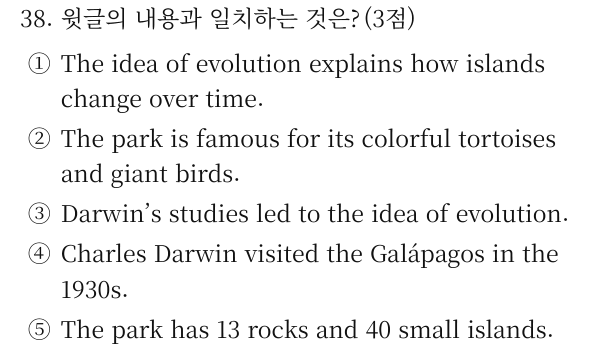 38. 윗글의 내용과 일치하는 것은?(3점)
① The idea of evolution explains how islands
change over time.
② The park is famous for its colorful tortoises
and giant birds.
③ Darwin’s studies led to the idea of evolution.
④ Charles Darwin visited the Galápagos in the
1930s.
⑤ The park has 13 rocks and 40 small islands.